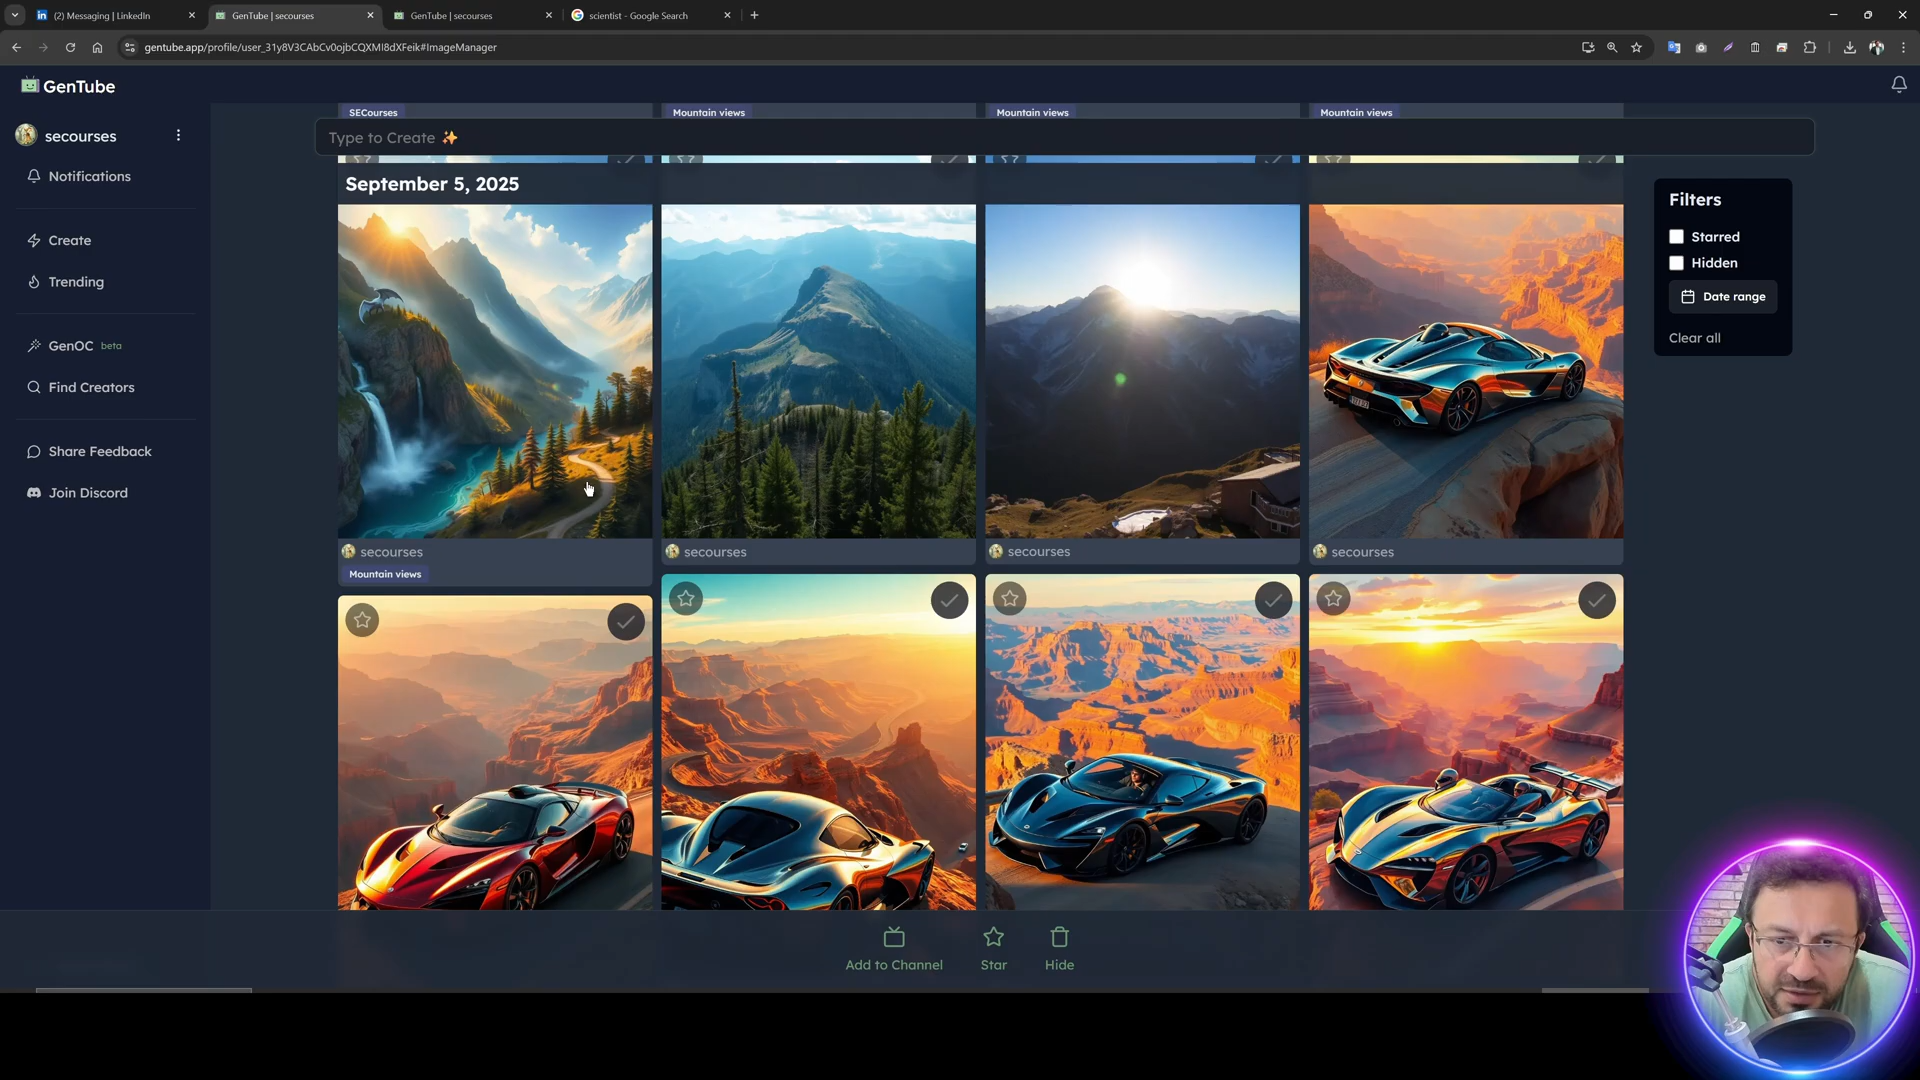 (2) Messaging | LinkedIn
GenTube | secourses
GenTube | secourses
scientist - Google Search
gentube.app/profile/user_31y8V3CAbCv0ojbCQXMl8dXFeik#ImageManager
GenTube
secourses
Notifications
Create
Trending
GenOC beta
Find Creators
Share Feedback
Join Discord
SECourses
Mountain views
Mountain views
Mountain views
Type to Create ✨
September 5, 2025
secourses
Mountain views
secourses
secourses
secourses
Filters
Starred
Hidden
Date range
Clear all
Add to Channel
Star
Hide